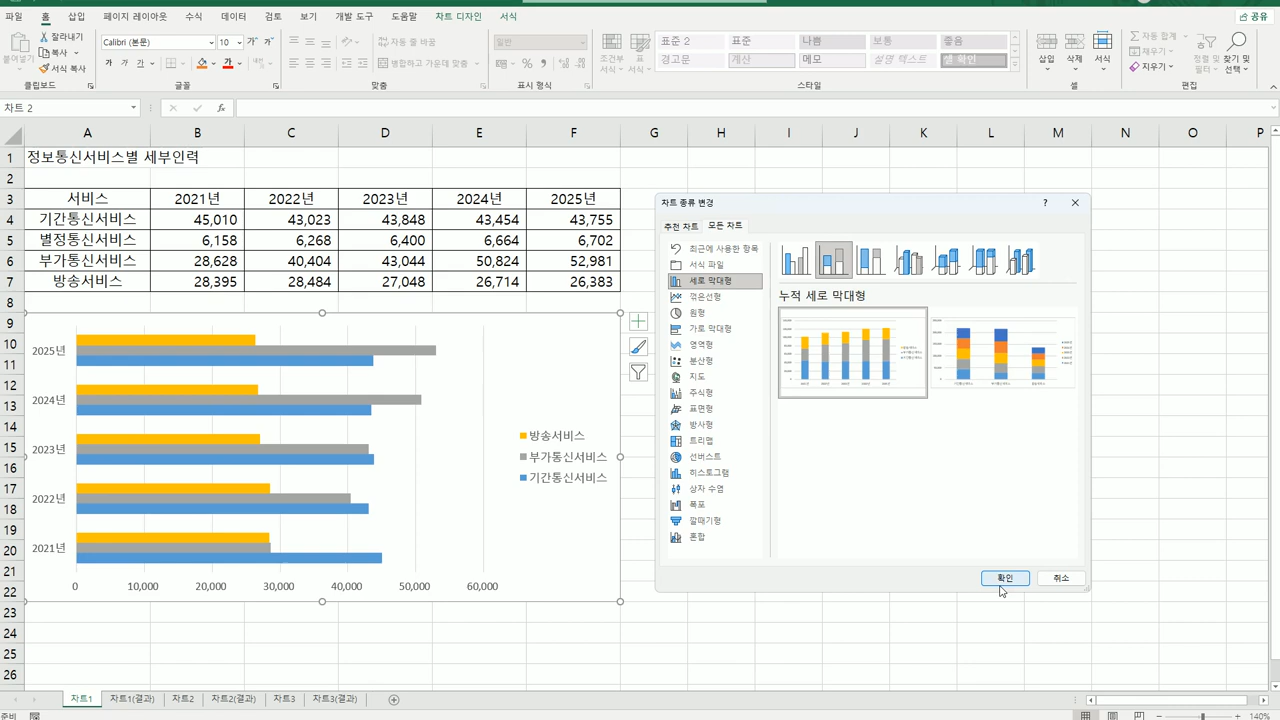 파일 홈 삽입 페이지 레이아웃 수식 데이터 검토 보기 개발 도구 도움말 차트 디자인 서식 공유
붙여넣기 잘라내기 복사 서식 복사
Calibri (본문) 10
가 가 가 가
자동 줄 바꿈
병합하고 가운데 맞춤
일반
조건부 서식 표 서식
표준 2 표준 나쁨 보통 좋음
경고문 계산 메모 설명 텍스트 셀 확인
삽입 삭제 서식
자동 합계 채우기 지우기
정렬 및 필터 찾기 및 선택
클립보드 글꼴 맞춤 표시 형식 스타일 셀 편집
차트 2 fx
A B C D E F G H I J K L M N O P
1 정보통신서비스별 세부인력
2
3 서비스 2021년 2022년 2023년 2024년 2025년
4 기간통신서비스 45,010 43,023 43,848 43,454 43,755
5 별정통신서비스 6,158 6,268 6,400 6,664 6,702
6 부가통신서비스 28,628 40,404 43,044 50,824 52,981
7 방송서비스 28,395 28,484 27,048 26,714 26,383
8
9
10
11
12
13
14
15
16
17
18
19
20
21
22
23
24
25
26
2025년
2024년
2023년
2022년
2021년
0 10,000 20,000 30,000 40,000 50,000 60,000
방송서비스
부가통신서비스
기간통신서비스
차트 종류 변경 ?
추천 차트 모든 차트
최근에 사용한 항목
서식 파일
세로 막대형
꺾은선형
원형
가로 막대형
영역형
분산형
지도
주식형
표면형
방사형
트리맵
선버스트
히스토그램
상자 수염
폭포
깔때기형
혼합
누적 세로 막대형
확인 취소
차트1 차트1(결과) 차트2 차트2(결과) 차트3 차트3(결과)
준비 140%